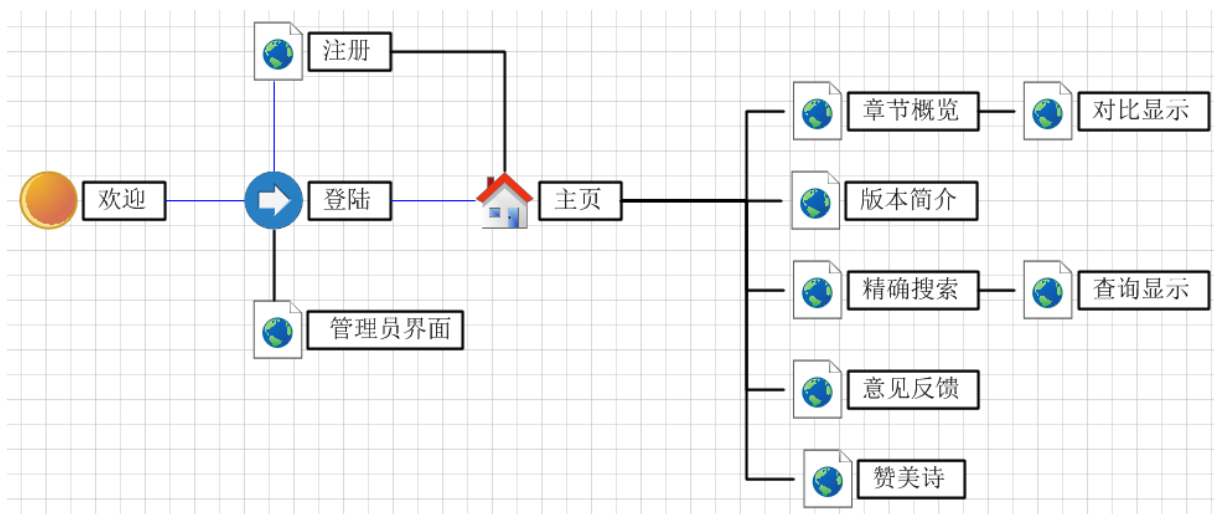 注册
章节概览
对比显示
欢迎
登陆
主页
版本简介
精确搜索
查询显示
管理员界面
意见反馈
赞美诗